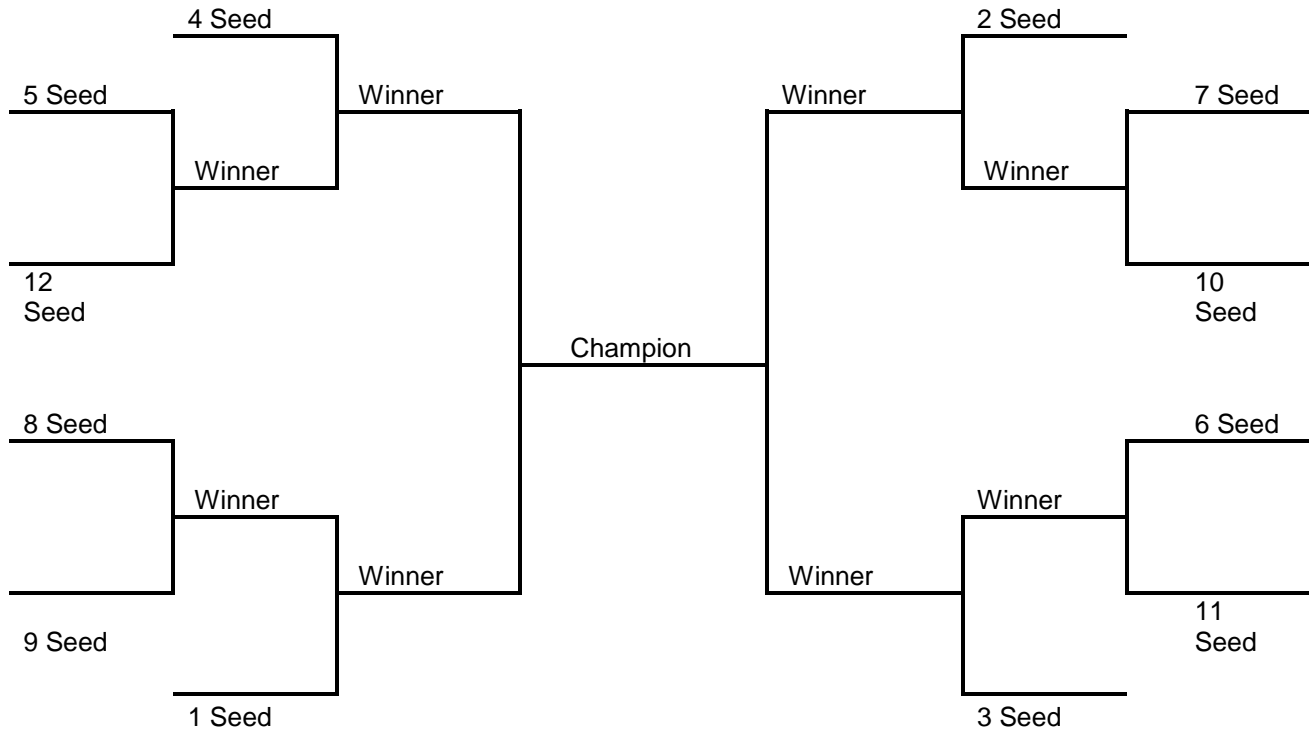 4 Seed
2 Seed
5 Seed
Winner
Winner
7 Seed
Winner
Winner
12
Seed
10
Seed
Champion
8 Seed
6 Seed
Winner
Winner
Winner
Winner
9 Seed
11
Seed
1 Seed
3 Seed